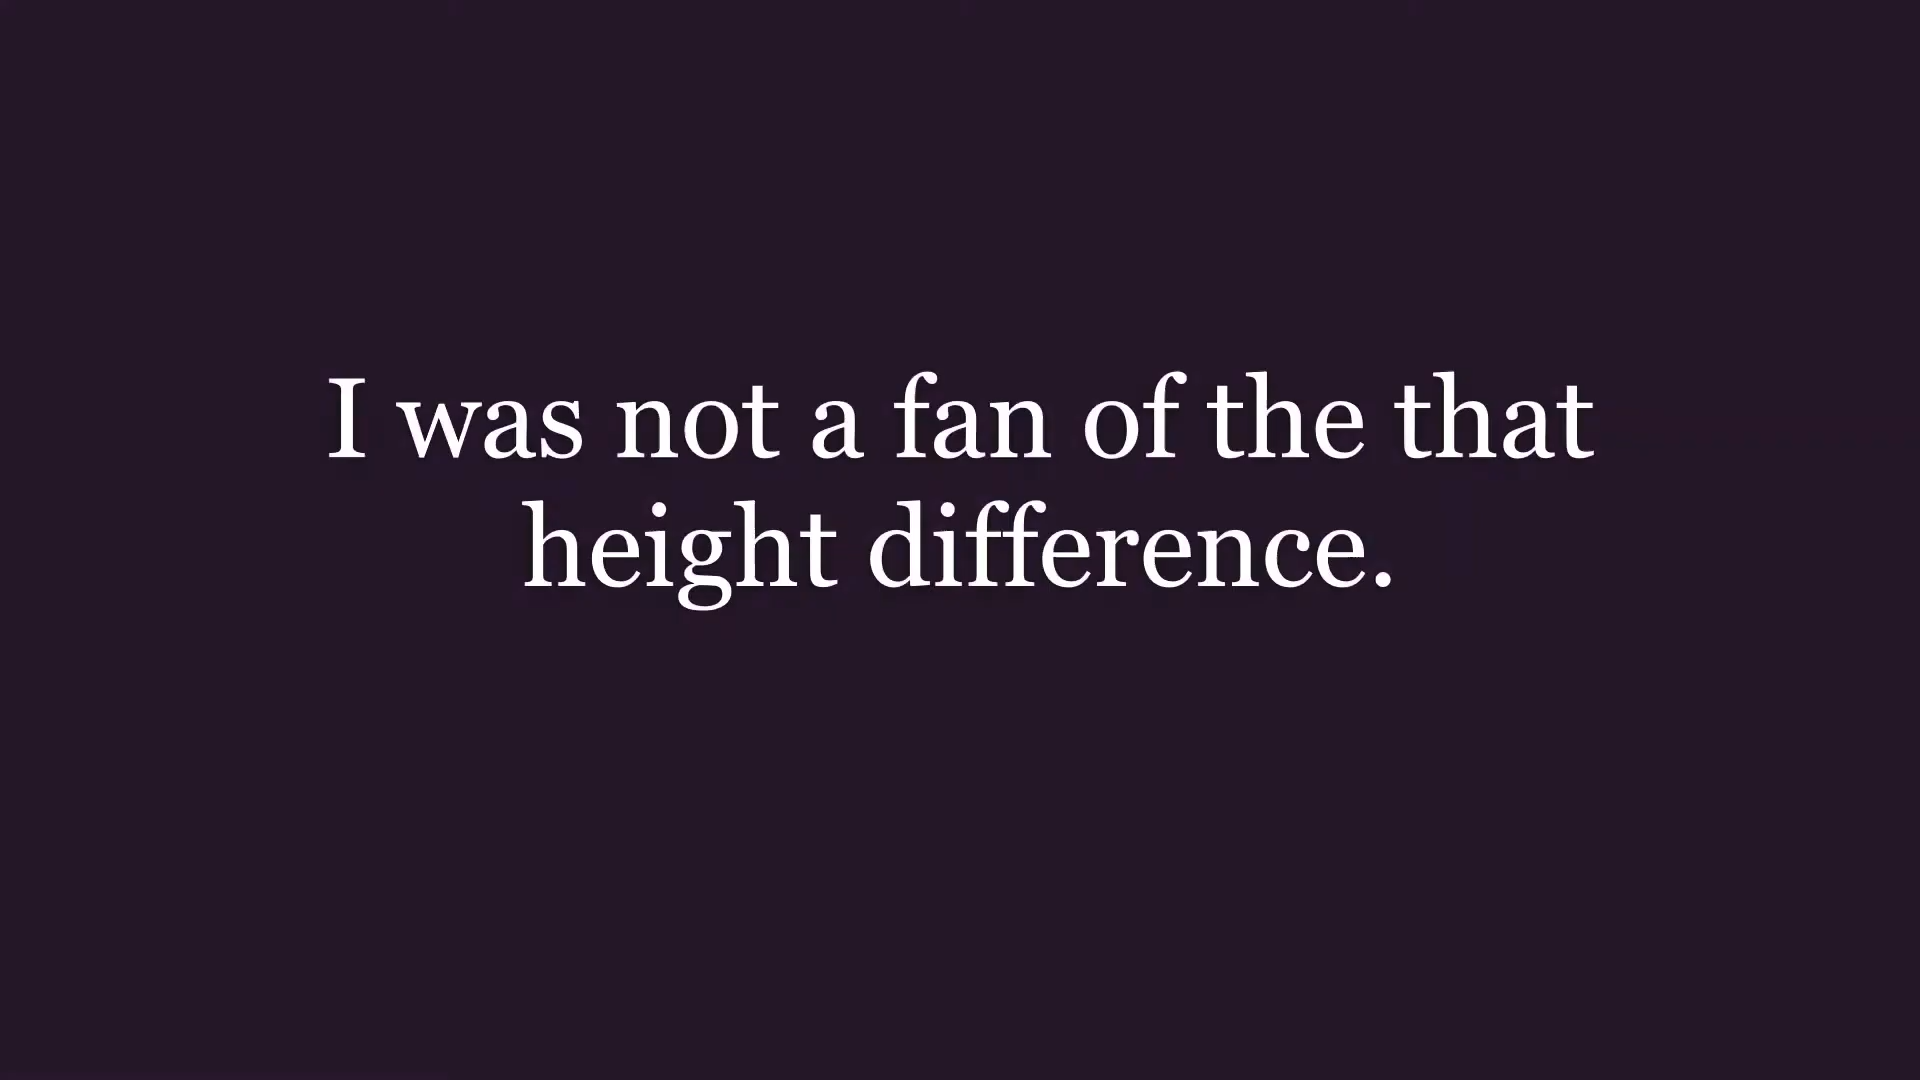 I was not a fan of the that
height difference.